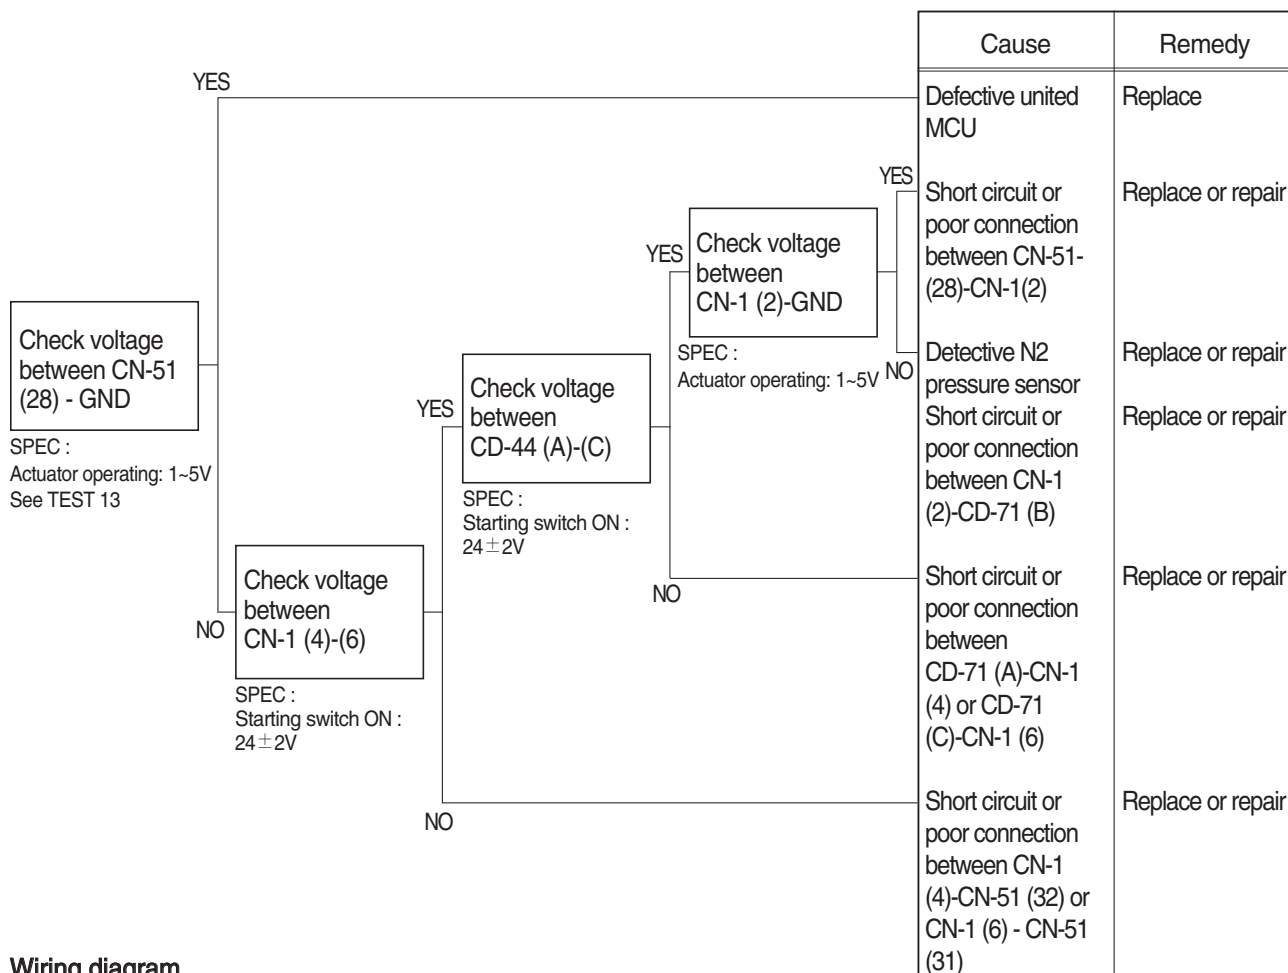 Cause
Remedy
YES
Defective united
MCU
Replace
YES
Short circuit or
poor connection
between CN-51-
(28)-CN-1(2)
Replace or repair
YES
Check voltage
between
CN-1 (2)-GND
SPEC :
Actuator operating: 1~5V
NO
Detective N2
pressure sensor
Replace or repair
Short circuit or
poor connection
between CN-1
(2)-CD-71 (B)
Replace or repair
Check voltage
between CN-51
(28) - GND
SPEC :
Actuator operating: 1~5V
See TEST 13
YES
Check voltage
between
CD-44 (A)-(C)
SPEC :
Starting switch ON :
24±2V
NO
Short circuit or
poor connection
between
CD-71 (A)-CN-1
(4) or CD-71
(C)-CN-1 (6)
Replace or repair
NO
Check voltage
between
CN-1 (4)-(6)
SPEC :
Starting switch ON :
24±2V
NO
Short circuit or
poor connection
between CN-1
(4)-CN-51 (32) or
CN-1 (6) - CN-51
(31)
Replace or repair
Wiring diagram